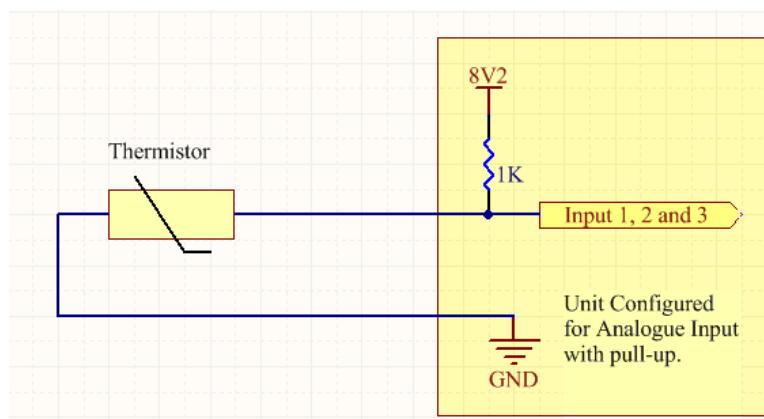 8V2
Thermistor
1K
Input 1, 2 and 3
Unit Configured
for Analogue Input
with pull-up.
GND